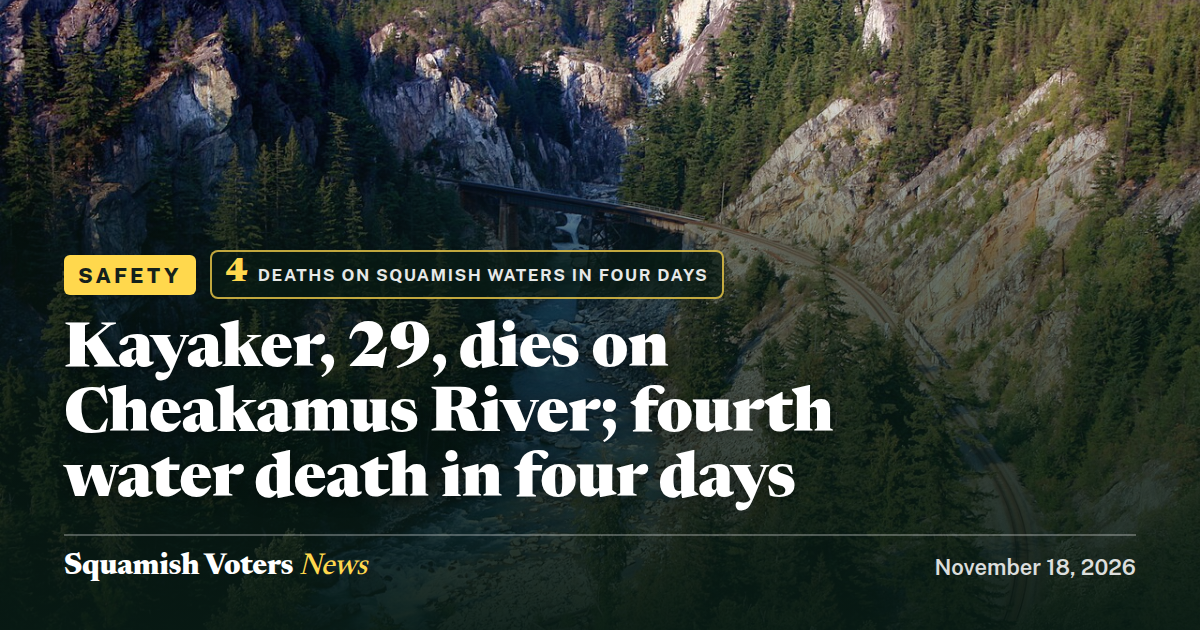 SAFETY
4 DEATHS ON SQUAMISH WATERS IN FOUR DAYS
Kayaker, 29, dies on
Cheakamus River; fourth
water death in four days
Squamish Voters News
November 18, 2026